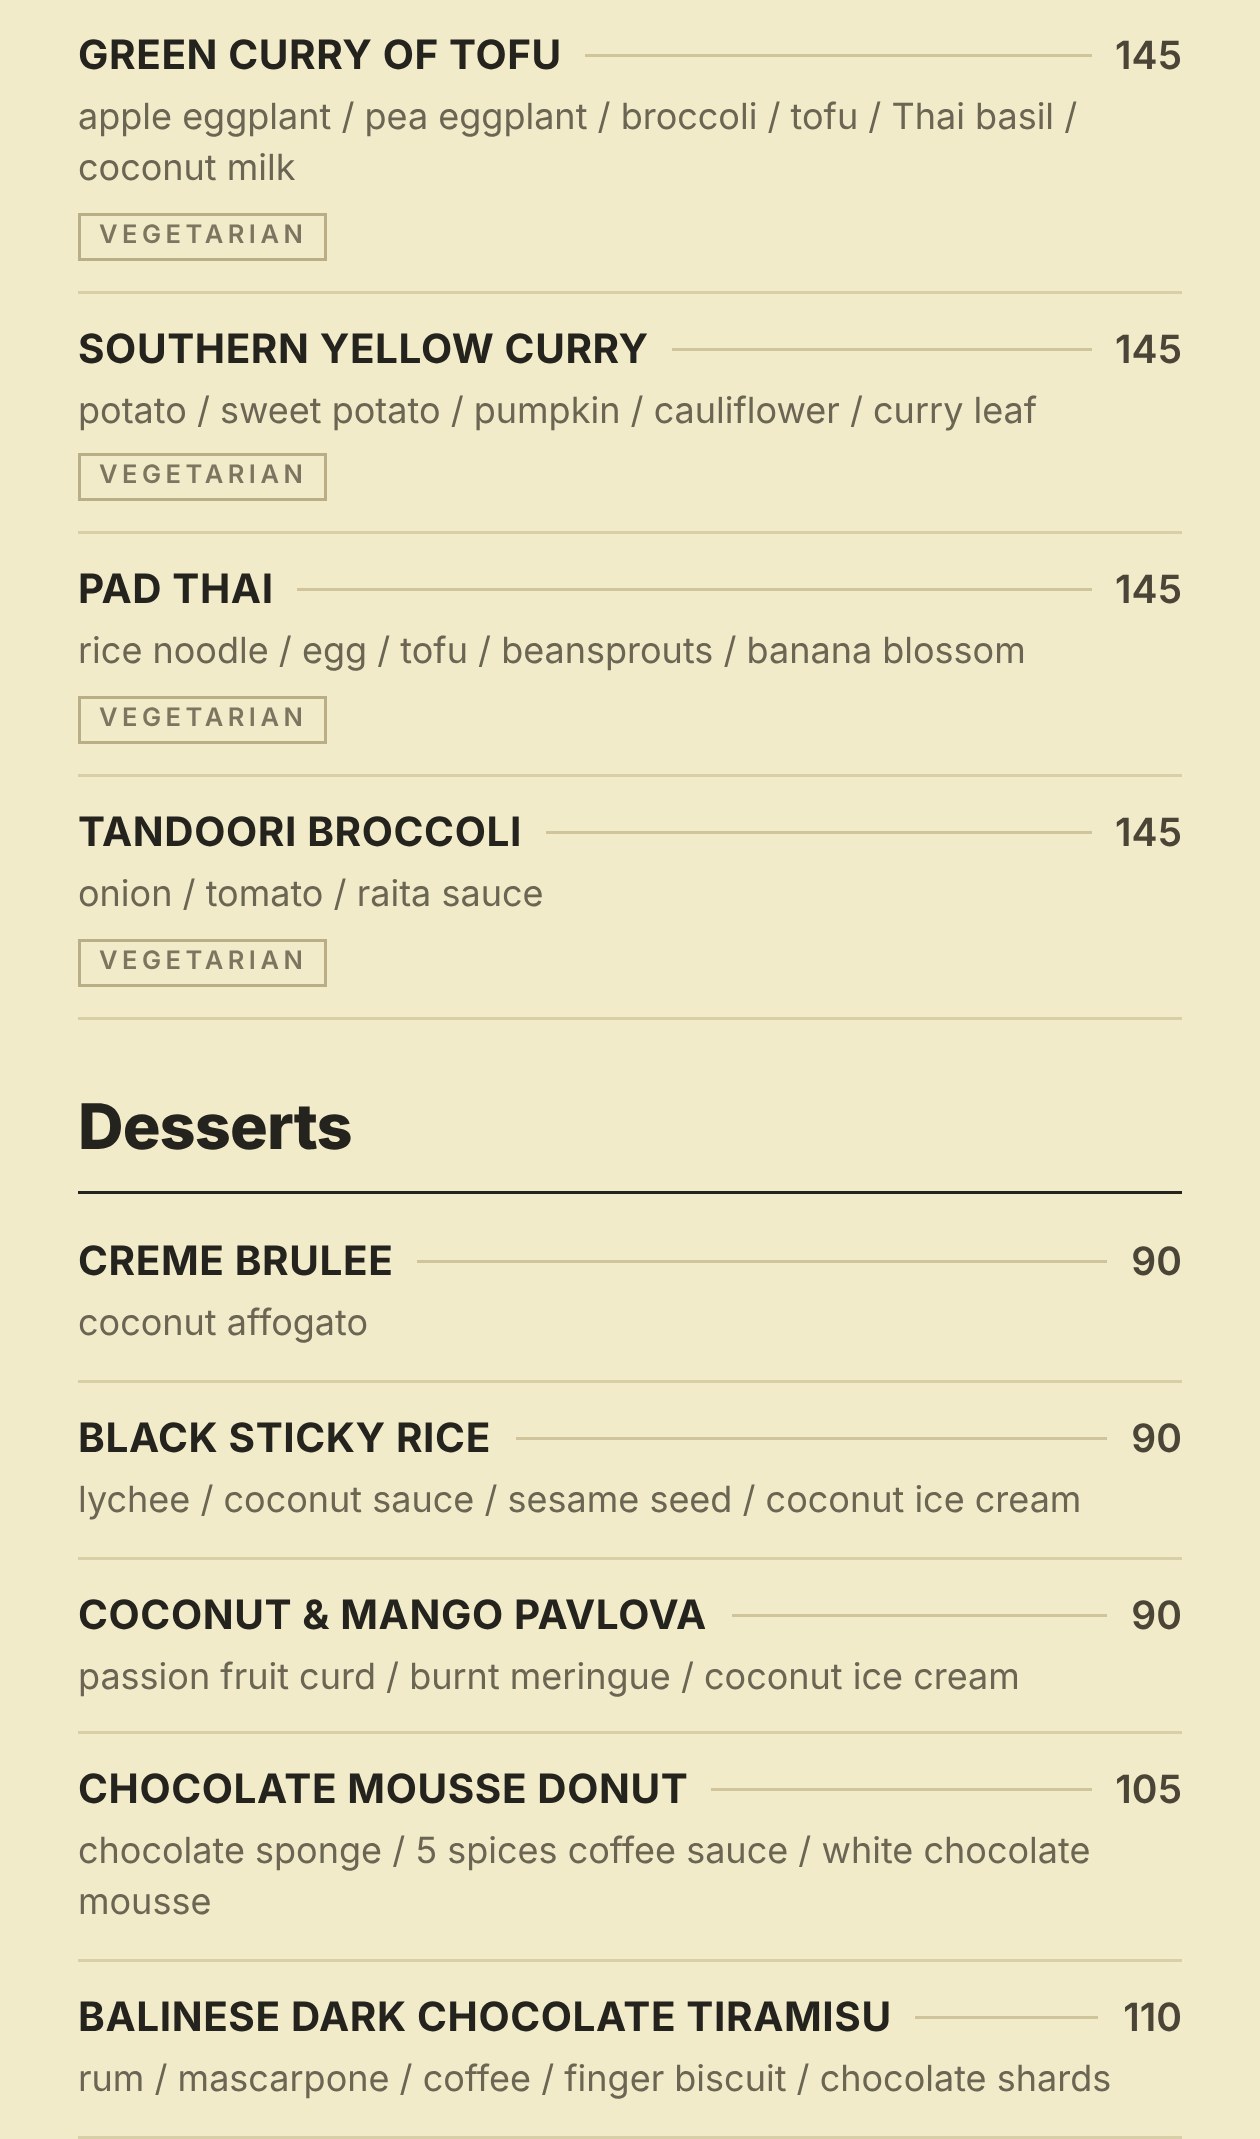 GREEN CURRY OF TOFU 145
apple eggplant / pea eggplant / broccoli / tofu / Thai basil /
coconut milk
VEGETARIAN
SOUTHERN YELLOW CURRY 145
potato / sweet potato / pumpkin / cauliflower / curry leaf
VEGETARIAN
PAD THAI 145
rice noodle / egg / tofu / beansprouts / banana blossom
VEGETARIAN
TANDOORI BROCCOLI 145
onion / tomato / raita sauce
VEGETARIAN
Desserts
CREME BRULEE 90
coconut affogato
BLACK STICKY RICE 90
lychee / coconut sauce / sesame seed / coconut ice cream
COCONUT & MANGO PAVLOVA 90
passion fruit curd / burnt meringue / coconut ice cream
CHOCOLATE MOUSSE DONUT 105
chocolate sponge / 5 spices coffee sauce / white chocolate
mousse
BALINESE DARK CHOCOLATE TIRAMISU 110
rum / mascarpone / coffee / finger biscuit / chocolate shards